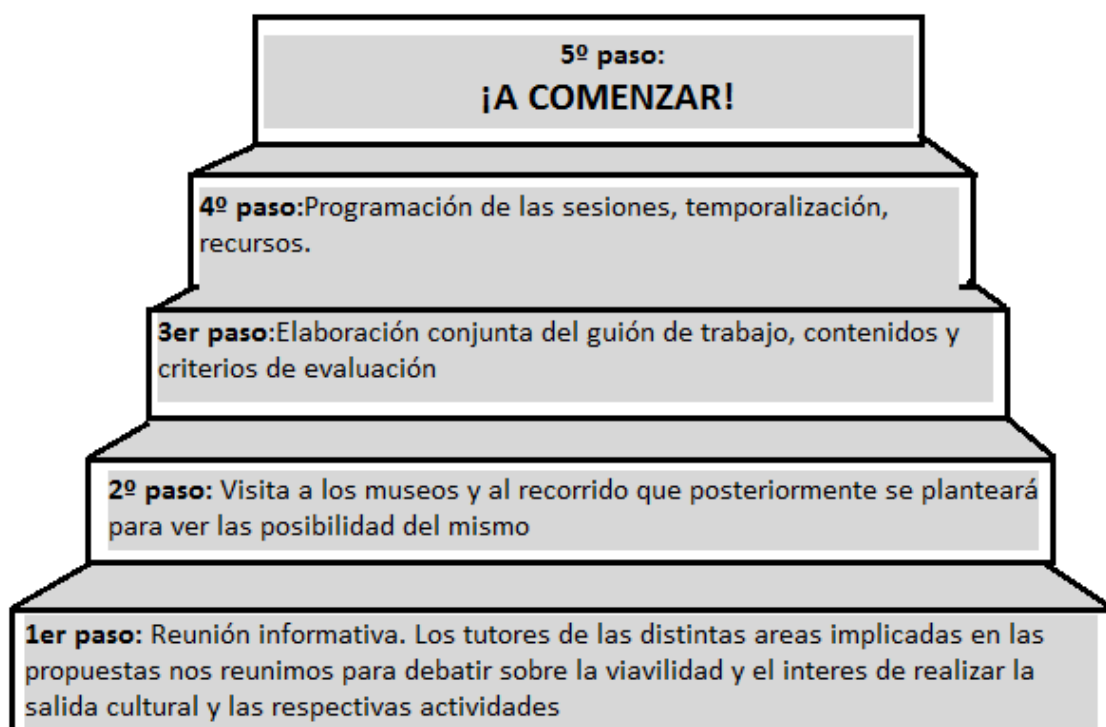 5º paso:
¡A COMENZAR!
4º paso:Programación de las sesiones, temporalización,
recursos.
3er paso:Elaboración conjunta del guión de trabajo, contenidos y
criterios de evaluación
2º paso: Visita a los museos y al recorrido que posteriormente se planteará
para ver las posibilidad del mismo
1er paso: Reunión informativa. Los tutores de las distintas areas implicadas en las
propuestas nos reunimos para debatir sobre la viavilidad y el interes de realizar la
salida cultural y las respectivas actividades